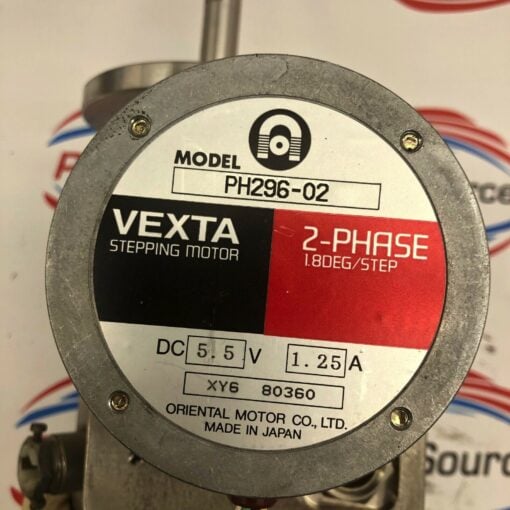 MODEL
PH296-02
VEXTA
STEPPING MOTOR
2-PHASE
1.8DEG/STEP
DC 5.5 V 1.25 A
XY6 80360
ORIENTAL MOTOR CO., LTD.
MADE IN JAPAN
Source